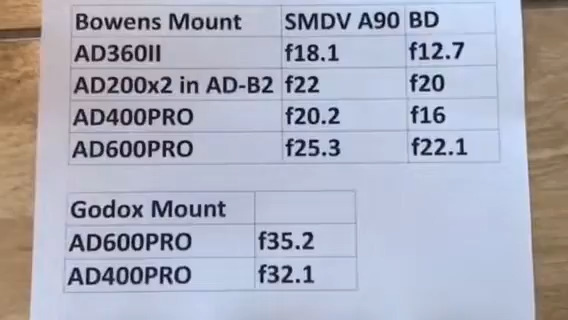 Bowens Mount SMDV A90 BD
AD360II f18.1 f12.7
AD200x2 in AD-B2 f22 f20
AD400PRO f20.2 f16
AD600PRO f25.3 f22.1
Godox Mount
AD600PRO f35.2
AD400PRO f32.1